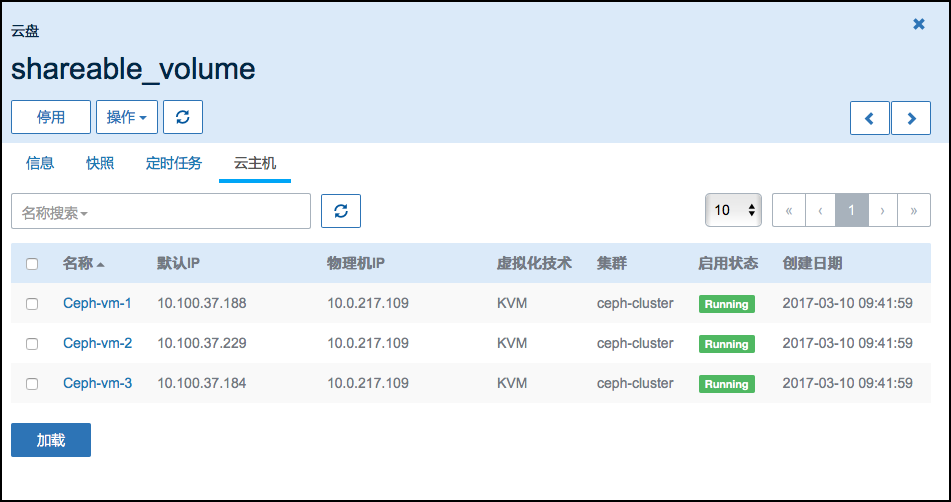 云盘
shareable_volume
停用 操作
信息 快照 定时任务 云主机
名称搜索 10 « ‹ 1 › »
名称 默认IP 物理机IP 虚拟化技术 集群 启用状态 创建日期
Ceph-vm-1 10.100.37.188 10.0.217.109 KVM ceph-cluster Running 2017-03-10 09:41:59
Ceph-vm-2 10.100.37.229 10.0.217.109 KVM ceph-cluster Running 2017-03-10 09:41:59
Ceph-vm-3 10.100.37.184 10.0.217.109 KVM ceph-cluster Running 2017-03-10 09:41:59
加载